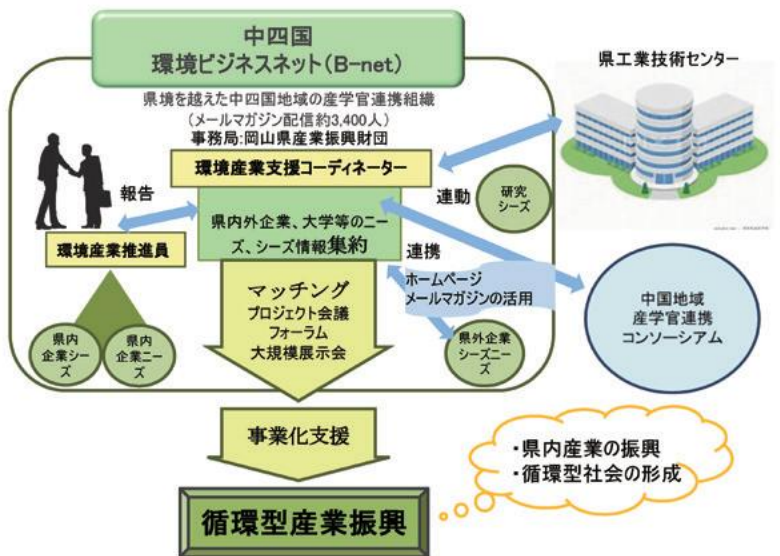 中四国
環境ビジネスネット(B-net)
県境を越えた中四国地域の産学官連携組織
(メールマガジン配信約3,400人)
事務局:岡山県産業振興財団
環境産業支援コーディネーター
県工業技術センター
報告
県内外企業、大学等のニー
ズ、シーズ情報集約
連動
研究
シーズ
環境産業推進員
連携
ホームページ
メールマガジンの活用
マッチング
プロジェクト会議
フォーラム
大規模展示会
県内
企業シー
ズ
県内
企業ニー
ズ
県外企業
シーズニー
ズ
中国地域
産学官連携
コンソーシアム
事業化支援
・県内産業の振興
・循環型社会の形成
循環型産業振興